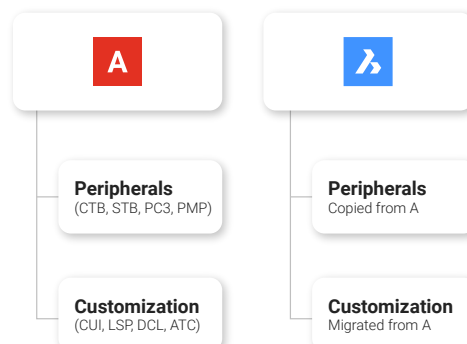 A
Peripherals
(CTB, STB, PC3, PMP)
Customization
(CUI, LSP, DCL, ATC)
Peripherals
Copied from A
Customization
Migrated from A